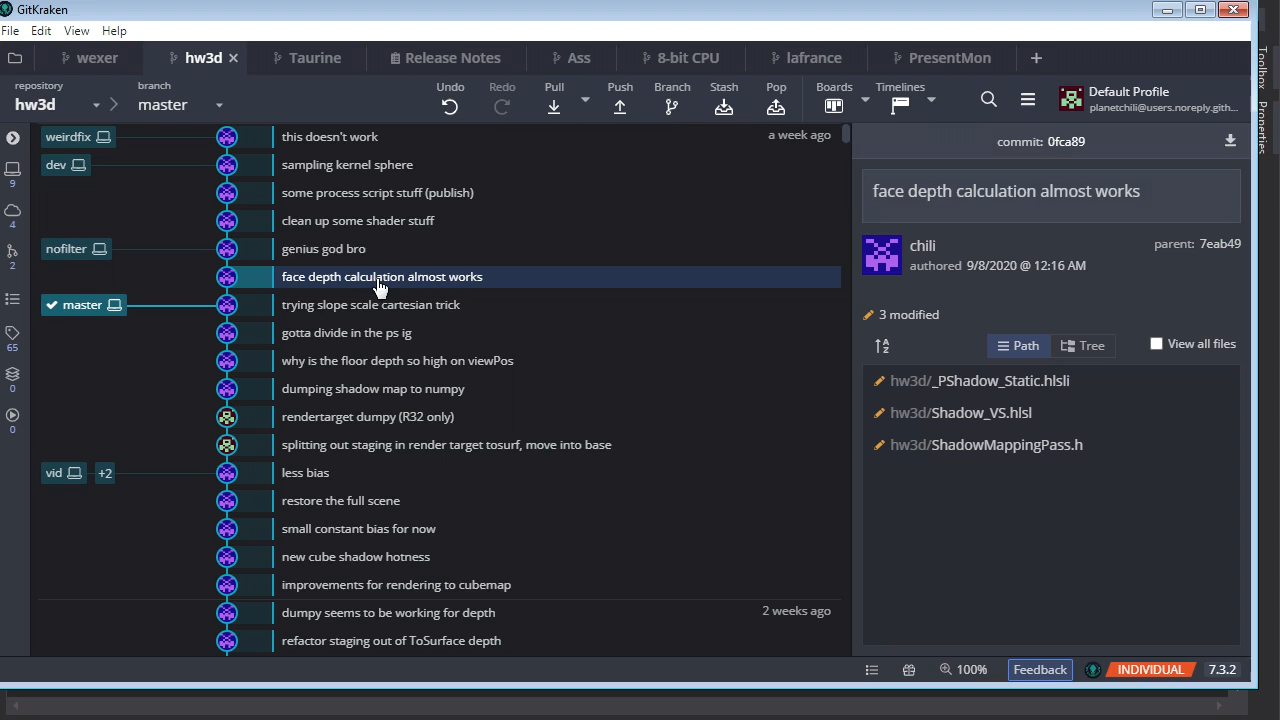 GitKraken
File Edit View Help
wexer hw3d Taurine Release Notes Ass 8-bit CPU lafrance PresentMon
repository
hw3d
branch
master
Undo Redo Pull Push Branch Stash Pop Boards Timelines
Default Profile
planetchili@users.noreply.gith...
9
4
2
65
0
0
weirdfix this doesn't work a week ago
dev sampling kernel sphere
some process script stuff (publish)
clean up some shader stuff
nofilter genius god bro
face depth calculation almost works
master trying slope scale cartesian trick
gotta divide in the ps ig
why is the floor depth so high on viewPos
dumping shadow map to numpy
rendertarget dumpy (R32 only)
splitting out staging in render target tosurf, move into base
vid +2 less bias
restore the full scene
small constant bias for now
new cube shadow hotness
improvements for rendering to cubemap
dumpy seems to be working for depth 2 weeks ago
refactor staging out of ToSurface depth
commit: 0fca89
face depth calculation almost works
chili
authored 9/8/2020 @ 12:16 AM
parent: 7eab49
3 modified
Path Tree View all files
hw3d/_PShadow_Static.hlsli
hw3d/Shadow_VS.hlsl
hw3d/ShadowMappingPass.h
100% Feedback INDIVIDUAL 7.3.2
Toolbox Properties